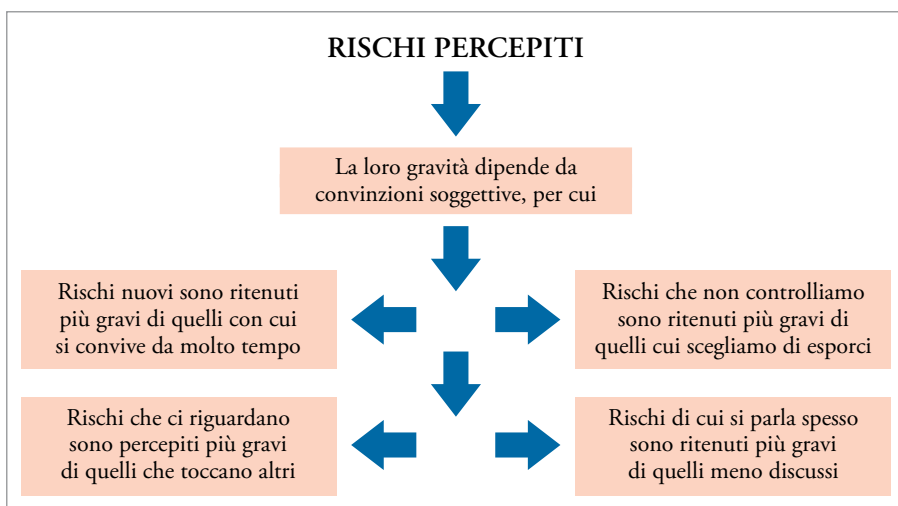 RISCHI PERCEPITI
La loro gravità dipende da
convinzioni soggettive, per cui
Rischi nuovi sono ritenuti
più gravi di quelli con cui
si convive da molto tempo
Rischi che non controlliamo
sono ritenuti più gravi di
quelli cui scegliamo di esporci
Rischi che ci riguardano
sono percepiti più gravi
di quelli che toccano altri
Rischi di cui si parla spesso
sono ritenuti più gravi
di quelli meno discussi